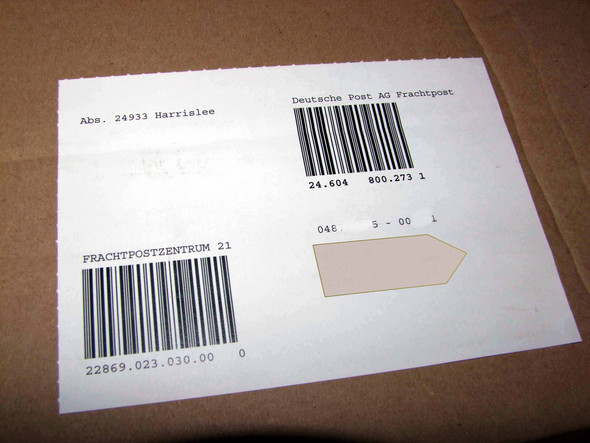 Deutsche Post AG Frachtpost
Abs. 24933 Harrislee
24.604 800.273 1
048. 5 - 00 1
FRACHTPOSTZENTRUM 21
22869.023.030.00 0